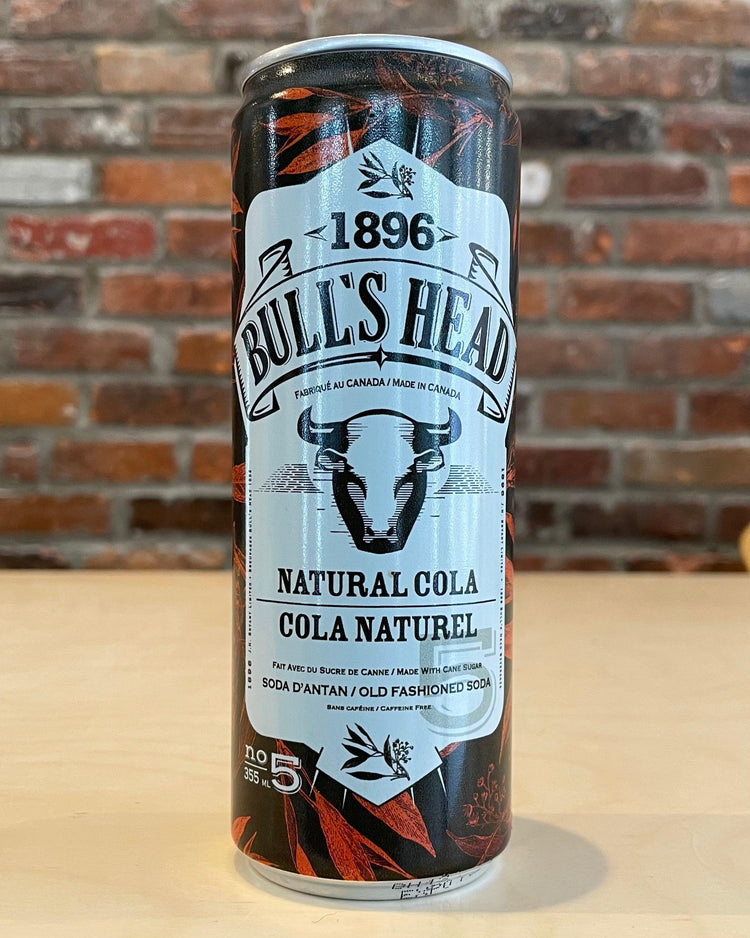 1896
BULL'S HEAD
FABRIQUÉ AU CANADA / MADE IN CANADA
NATURAL COLA
COLA NATUREL
FAIT AVEC DU SUCRE DE CANNE / MADE WITH CANE SUGAR
SODA D'ANTAN / OLD FASHIONED SODA
SANS CAFÉINE / CAFFEINE FREE
5
no 5
355 ML